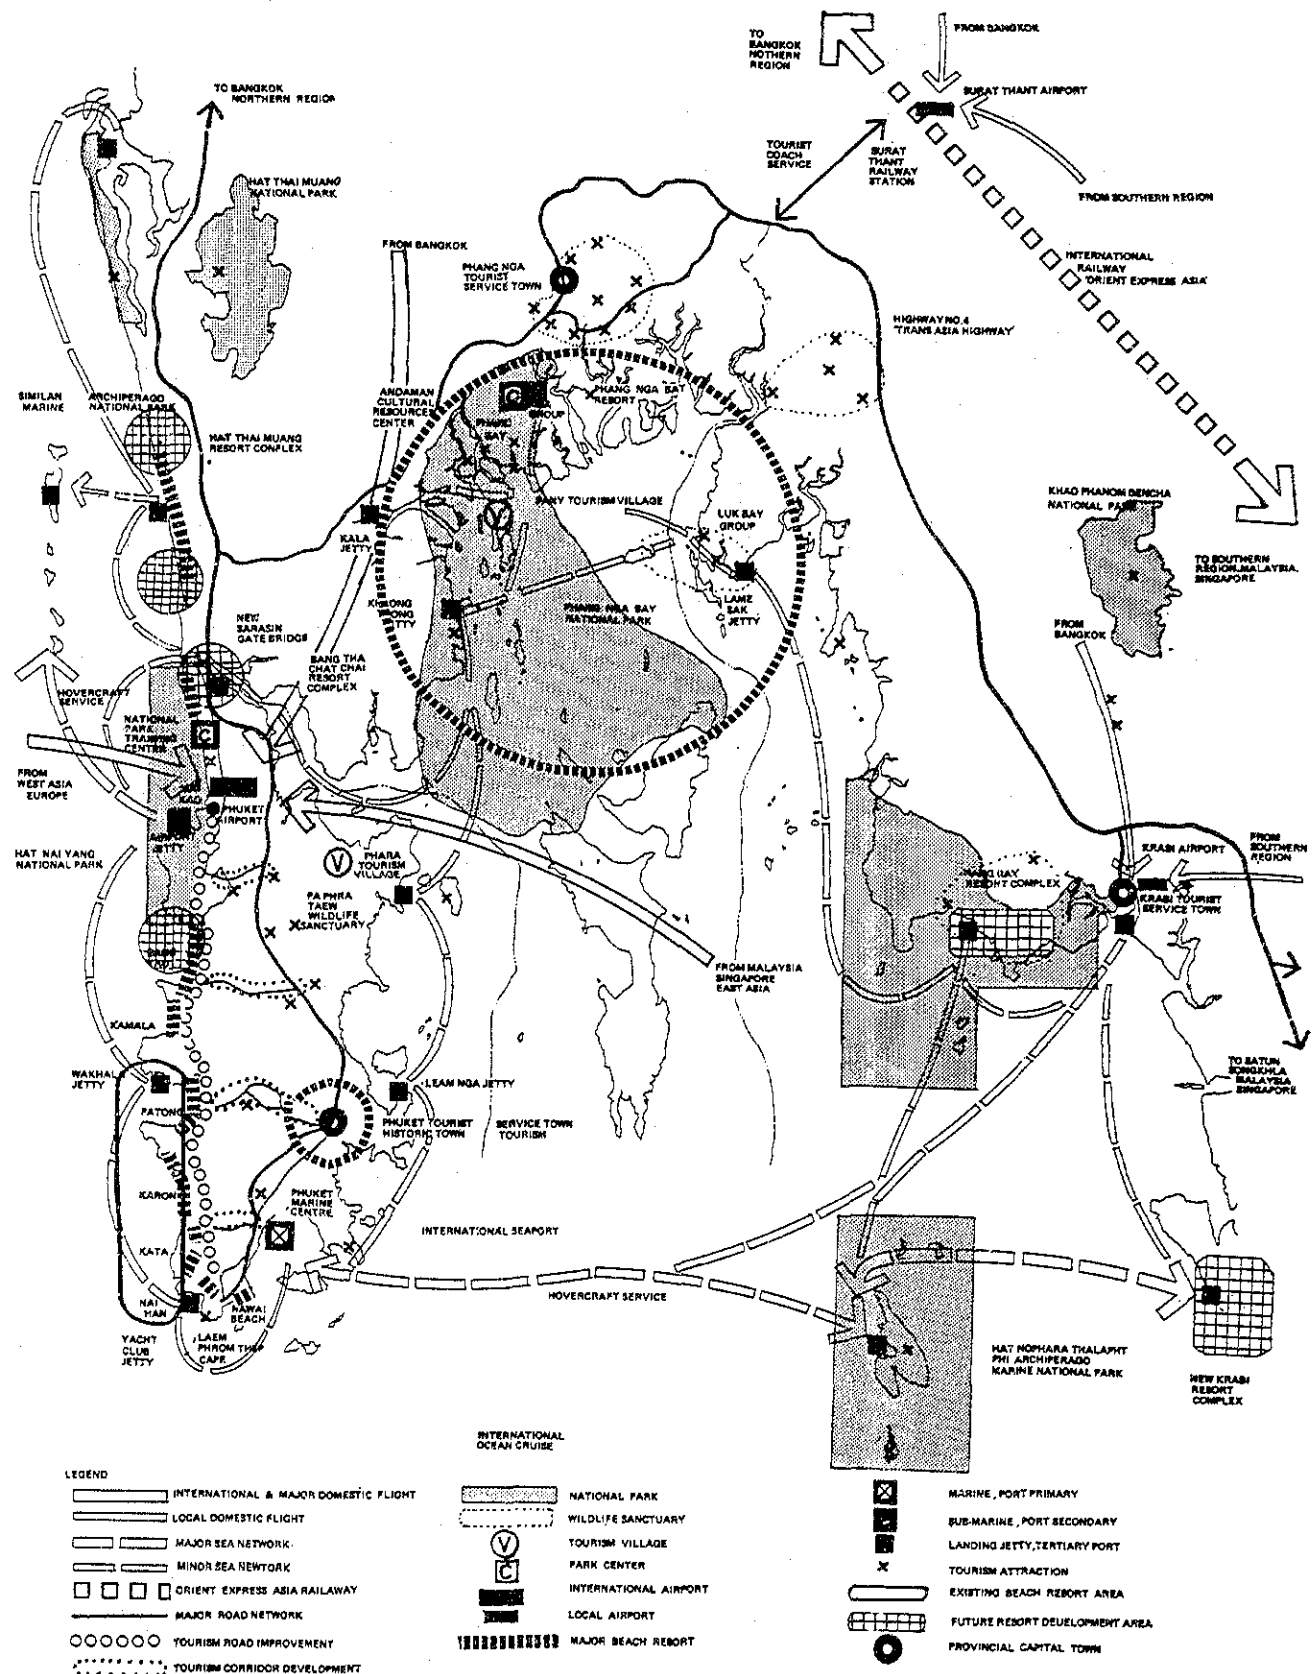 TO
BANGKOK
NOTHERN
REGION
FROM BANGKOK
SURAT THANT AIRPORT
TO BANGKOK
NORTHERN REGION
TOURIST
COACH
SERVICE
SURAT
THANT
RAILWAY
STATION
FROM SOUTHERN REGION
HAT THAI MUANG
NATIONAL PARK
FROM BANGKOK
PHANG NGA
TOURIST
SERVICE TOWN
INTERNATIONAL
RAILWAY
'ORIENT EXPRESS ASIA'
HIGHWAY NO.4
'TRANS ASIA HIGHWAY'
SIMILAN
MARINE
ARCHIPERAGO
NATIONAL PARK
ANDAMAN
CULTURAL
RESOURCE
CENTER
PHANG NGA BAY
RESORT
C
GROUP
PHANG
BAY
HAT THAI MUANG
RESORT CONPLEX
PANY TOURISM VILLAGE
V
LUK BAY
GROUP
KHAO PHANOM BENCHA
NATIONAL PARK
KALA
JETTY
TO SOUTHERN
REGION, MALAYSIA,
SINGAPORE
LAME
SAK
JETTY
PHANG NGA BAY
NATIONAL PARK
NEW
SARASIN
GATE BRIDGE
BANG THA
CHAT CHAI
RESORT
COMPLEX
FROM
BANGKOK
HOVERCRAFT
SERVICE
NATIONAL
PARK
TRAINING
CENTER
C
FROM
WEST ASIA
EUROPE
PHUKET
AIRPORT
AIRPORT
JETTY
HAT NAI YANG
NATIONAL PARK
V
PHARA
TOURISM
VILLAGE
PAPHRA
TAEW
WILDLIFE
SANCTUARY
KRABI AIRPORT
FROM
SOUTHERN
REGION
RESORT COMPLEX
KRABI TOURIST
SERVICE TOWN
FROM MALAYSIA
SINGAPORE
EAST ASIA
KAMALA
WAKHALA
JETTY
LEAM NGA JETTY
TO SATUN
SONGKHLA
MALAYSIA
SINGAPORE
PATONG
PHUKET TOURIST
HISTORIC TOWN
SERVICE TOWN
TOURISM
KARON
PHUKET
MARINE
CENTRE
INTERNATIONAL SEAPORT
KATA
HOVERCRAFT SERVICE
NAI
HAN
RAWAI
BEACH
YACHT
CLUB
JETTY
LAEM
PHROM THEP
CAPE
HAT NOPHARA THALAPHT
PHI ARCHIPERAGO
MARINE NATIONAL PARK
NEW KRABI
RESORT
COMPLEX
INTERNATIONAL
OCEAN CRUISE
LEGEND
INTERNATIONAL & MAJOR DOMESTIC FLIGHT
LOCAL DOMESTIC FLIGHT
MAJOR SEA NETWORK
MINOR SEA NEWTORK
ORIENT EXPRESS ASIA RAILAWAY
MAJOR ROAD NETWORK
TOURISM ROAD IMPROVEMENT
TOURISM CORRIDOR DEVELOPMENT
NATIONAL PARK
WILDLIFE SANCTUARY
V
TOURISM VILLAGE
C
PARK CENTER
INTERNATIONAL AIRPORT
LOCAL AIRPORT
MAJOR BEACH RESORT
MARINE, PORT PRIMARY
SUB-MARINE, PORT SECONDARY
LANDING JETTY, TERTIARY PORT
TOURISM ATTRACTION
EXISTING BEACH RESORT AREA
FUTURE RESORT DEVELOPMENT AREA
PROVINCIAL CAPITAL TOWN